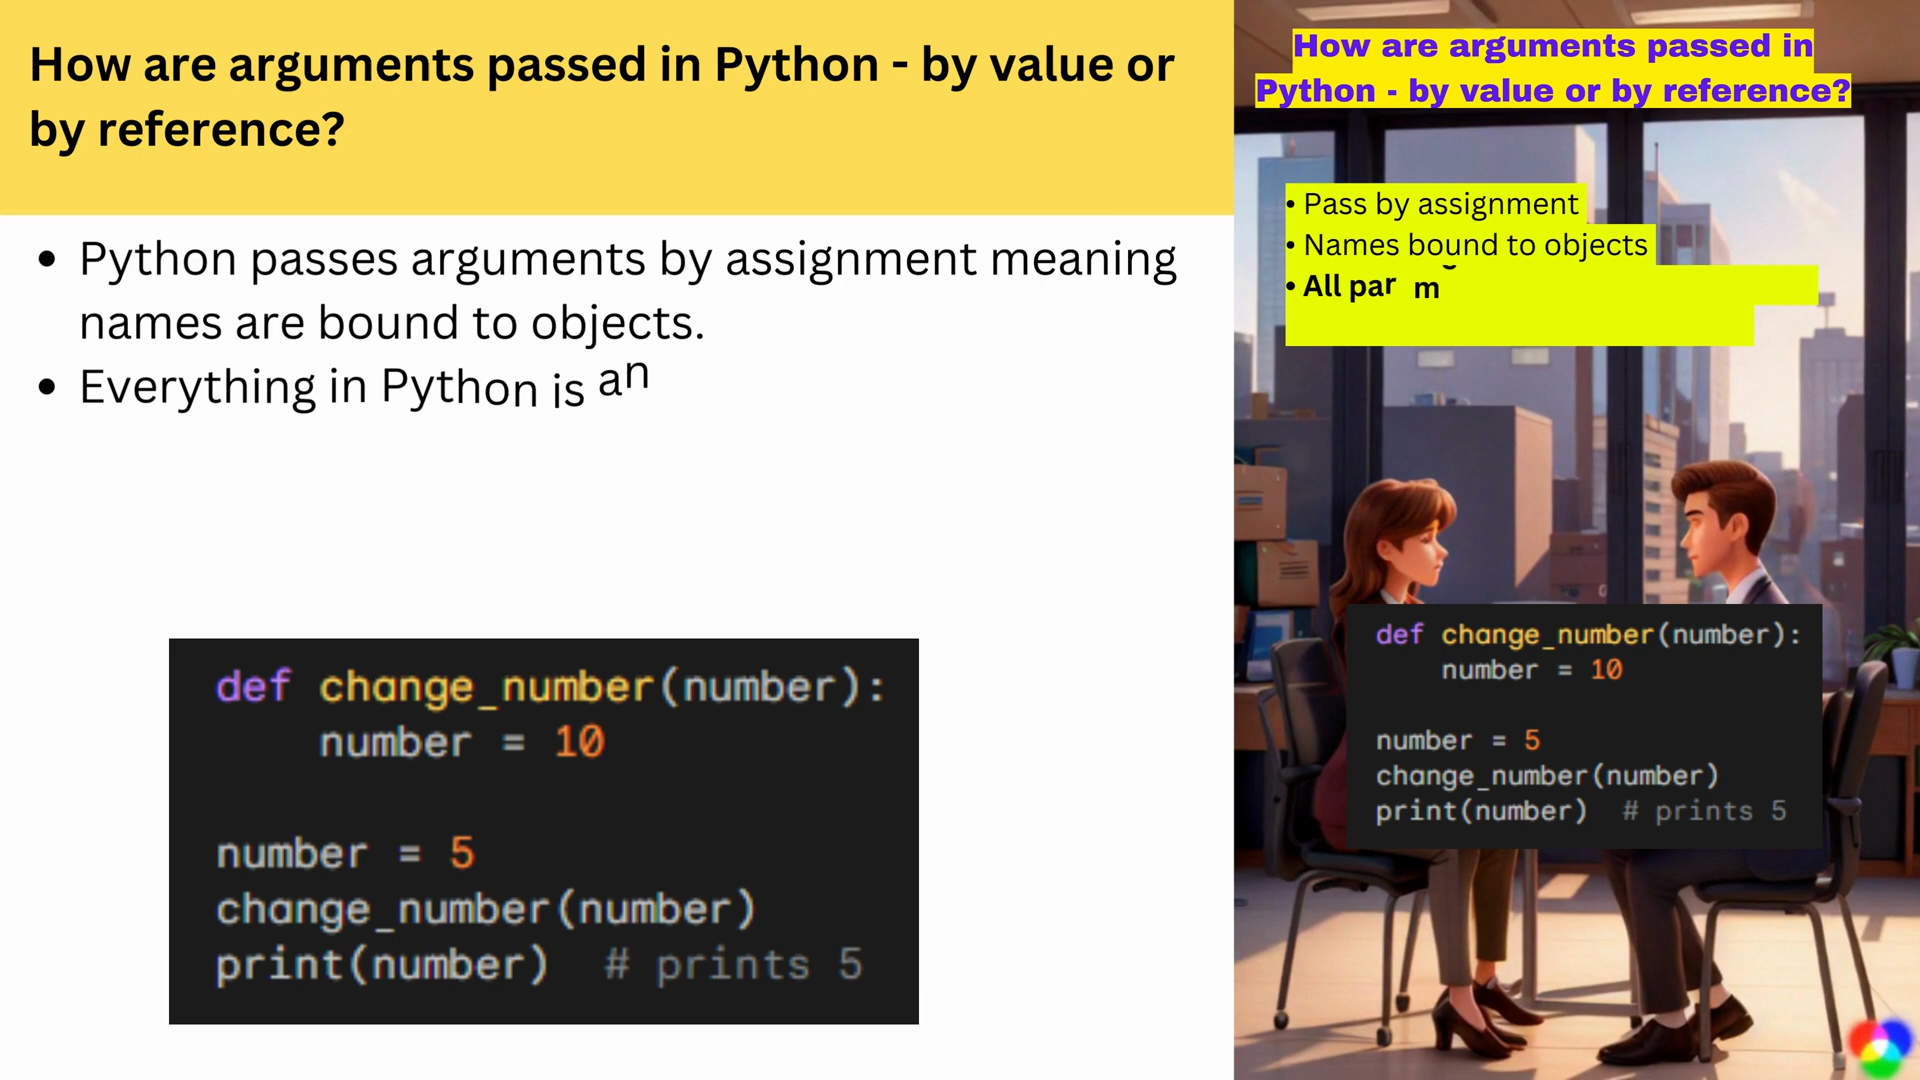 How are arguments passed in Python - by value or
by reference?
• Python passes arguments by assignment meaning
names are bound to objects.
• Everything in Python is an
def change_number(number):
    number = 10
number = 5
change_number(number)
print(number)  # prints 5
How are arguments passed in
Python - by value or by reference?
• Pass by assignment
• Names bound to objects
• All par m
def change_number(number):
    number = 10
number = 5
change_number(number)
print(number)  # prints 5